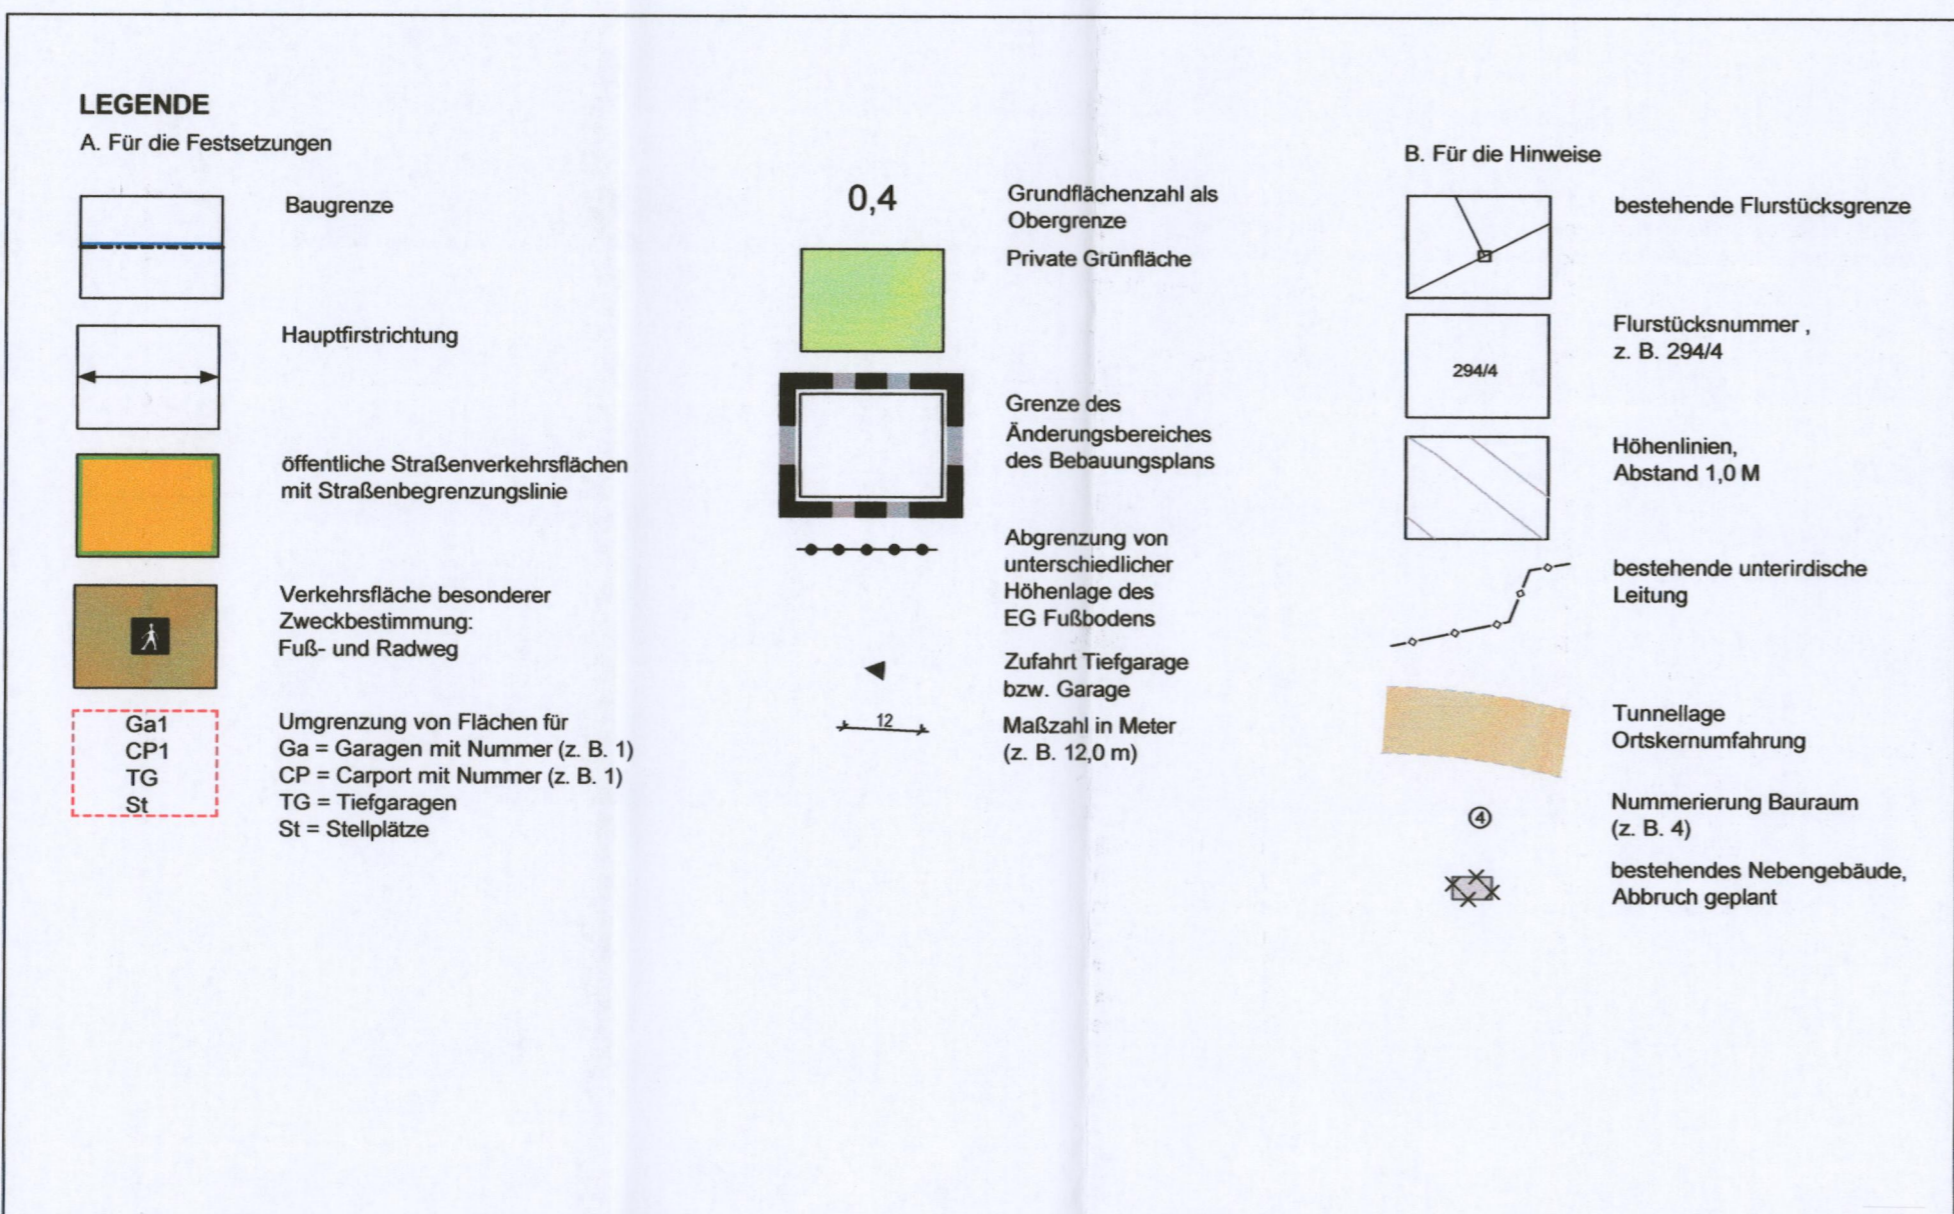 LEGENDE
A. Für die Festsetzungen
Baugrenze
Hauptfirstrichtung
öffentliche Straßenverkehrsflächen
mit Straßenbegrenzungslinie
Verkehrsfläche besonderer
Zweckbestimmung:
Fuß- und Radweg
Ga1
CP1
TG
St
Umgrenzung von Flächen für
Ga = Garagen mit Nummer (z. B. 1)
CP = Carport mit Nummer (z. B. 1)
TG = Tiefgaragen
St = Stellplätze
0,4
Grundflächenzahl als
Obergrenze
Private Grünfläche
Grenze des
Änderungsbereiches
des Bebauungsplans
Abgrenzung von
unterschiedlicher
Höhenlage des
EG Fußbodens
Zufahrt Tiefgarage
bzw. Garage
12
Maßzahl in Meter
(z. B. 12,0 m)
B. Für die Hinweise
bestehende Flurstücksgrenze
294/4
Flurstücksnummer ,
z. B. 294/4
Höhenlinien,
Abstand 1,0 M
bestehende unterirdische
Leitung
Tunnellage
Ortskernumfahrung
4
Nummerierung Bauraum
(z. B. 4)
bestehendes Nebengebäude,
Abbruch geplant